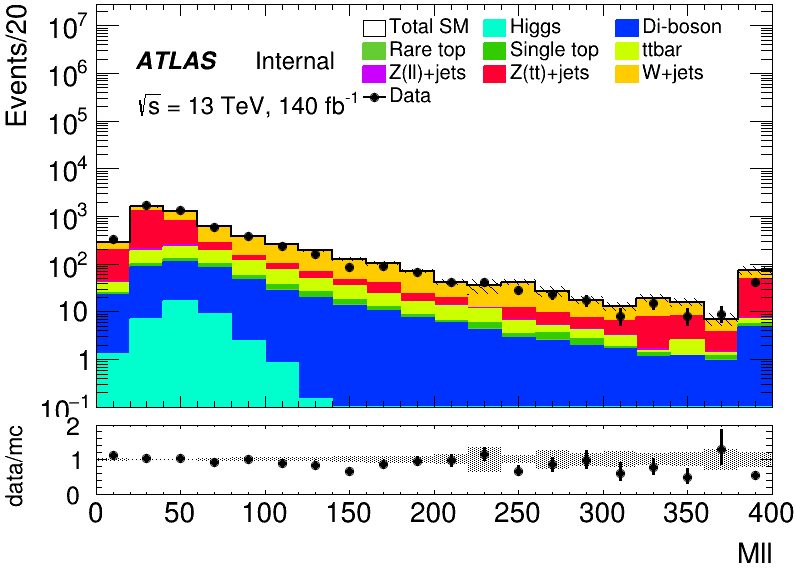 Events/20
10⁷
10⁶
10⁵
10⁴
10³
10²
10
1
10⁻¹
ATLAS Internal
√s = 13 TeV, 140 fb⁻¹
Total SM Higgs Di-boson
Rare top Single top ttbar
Z(ll)+jets Z(tt)+jets W+jets
Data
data/mc
2
1
0
0 50 100 150 200 250 300 350 400
Mll